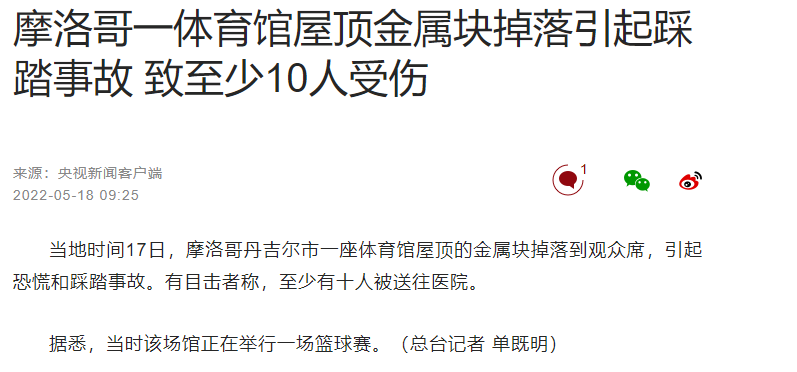 摩洛哥一体育馆屋顶金属块掉落引起踩
踏事故 致至少10人受伤
来源：央视新闻客户端
1
2022-05-18 09:25
当地时间17日，摩洛哥丹吉尔市一座体育馆屋顶的金属块掉落到观众席，引起
恐慌和踩踏事故。有目击者称，至少有十人被送往医院。
据悉，当时该场馆正在举行一场篮球赛。（总台记者 单既明）